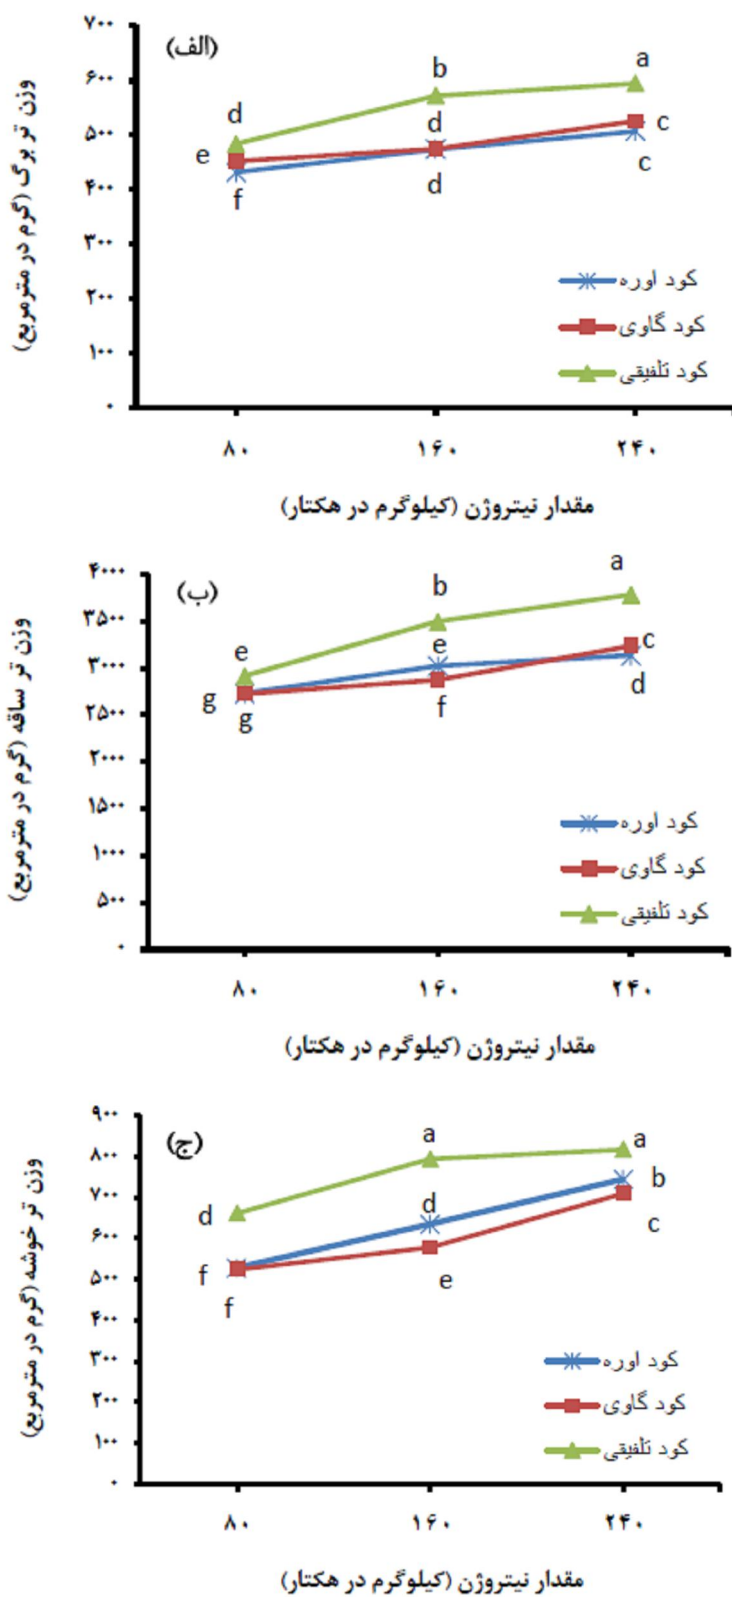 (الف)
وزن تر برگ (گرم در مترمربع)
۷۰۰
۶۰۰
۵۰۰
۴۰۰
۳۰۰
۲۰۰
۱۰۰
۰
a
b
d
d
c
e
f
d
c
کود اوره
کود گاوی
کود تلفیقی
۸۰ ۱۶۰ ۲۴۰
مقدار نیتروژن (کیلوگرم در هکتار)
(ب)
وزن تر ساقه (گرم در مترمربع)
۴۰۰۰
۳۵۰۰
۳۰۰۰
۲۵۰۰
۲۰۰۰
۱۵۰۰
۱۰۰۰
۵۰۰
۰
a
b
e
e
c
g
g
f
d
کود اوره
کود گاوی
کود تلفیقی
۸۰ ۱۶۰ ۲۴۰
مقدار نیتروژن (کیلوگرم در هکتار)
(ج)
وزن تر خوشه (گرم در مترمربع)
۹۰۰
۸۰۰
۷۰۰
۶۰۰
۵۰۰
۴۰۰
۳۰۰
۲۰۰
۱۰۰
۰
a
a
b
d
d
c
f
f
e
کود اوره
کود گاوی
کود تلفیقی
۸۰ ۱۶۰ ۲۴۰
مقدار نیتروژن (کیلوگرم در هکتار)